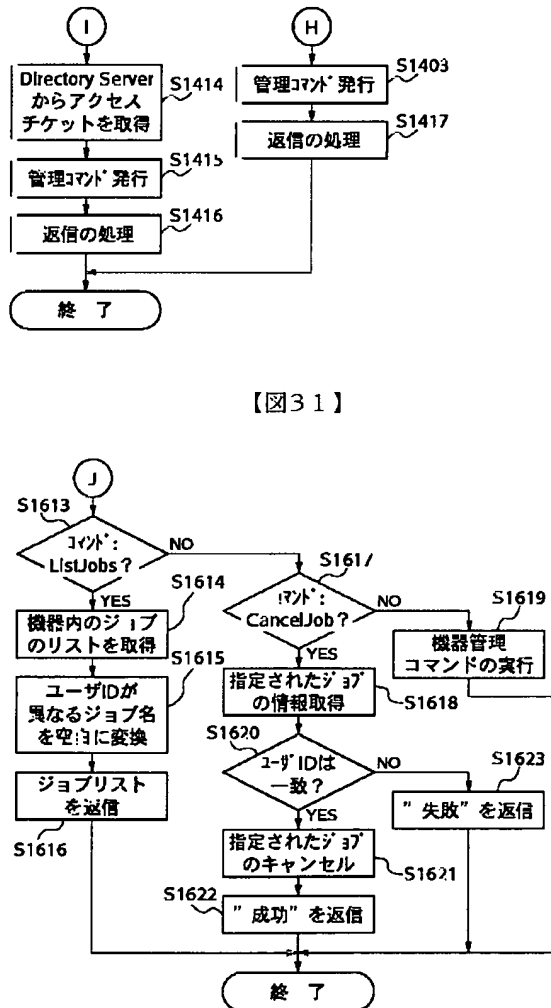 I
Directory Server
からアクセス
チケットを取得
S1414
管理ｺﾏﾝﾄﾞ発行
S1415
返信の処理
S1416
H
管理ｺﾏﾝﾄﾞ発行
S1403
返信の処理
S1417
終 了
【図31】
J
S1613
ｺﾏﾝﾄﾞ:
ListJobs?
NO
YES
S1614
機器内のジョブ
のリストを取得
S1615
ユーザIDが
異なるジョブ名
を空白に変換
ジョブリスト
を返信
S1616
S1617
ｺﾏﾝﾄﾞ:
CancelJob?
NO
YES
S1619
機器管理
コマンドの実行
指定されたｼﾞｮﾌﾞ
の情報取得
S1618
S1620
ﾕｰｻﾞIDは
一致?
NO
YES
S1623
"失敗"を返信
指定されたｼﾞｮﾌﾞ
のキャンセル
S1621
S1622
"成功"を返信
終 了